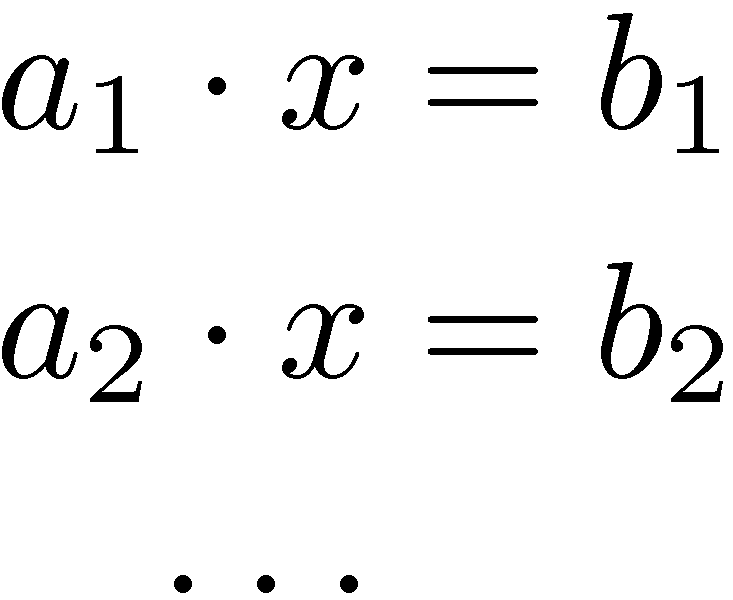 a₁ · x = b₁
a₂ · x = b₂
...